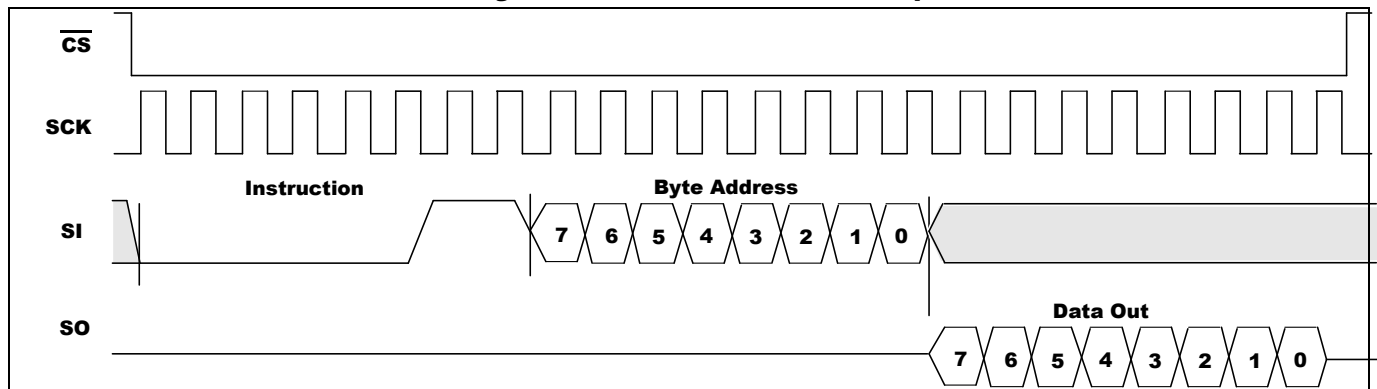 CS
SCK
Instruction
Byte Address
SI
7 6 5 4 3 2 1 0
Data Out
SO
7 6 5 4 3 2 1 0